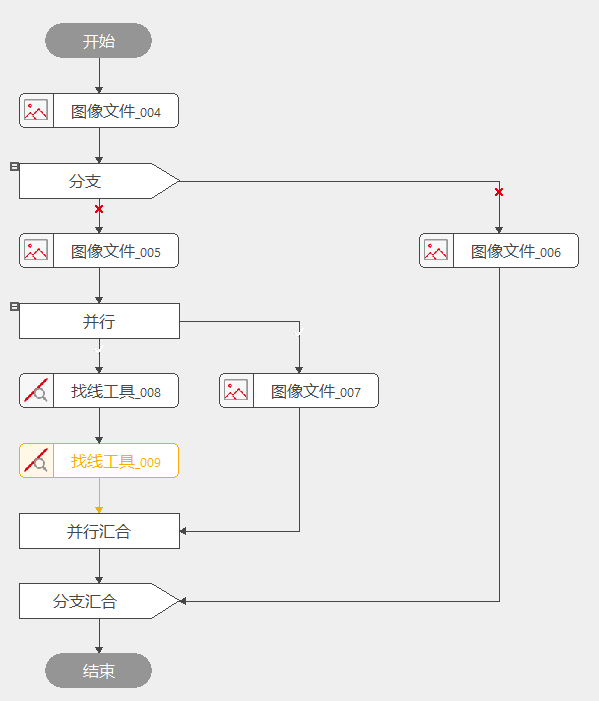 开始
图像文件_004
分支
图像文件_005
图像文件_006
并行
找线工具_008
图像文件_007
找线工具_009
并行汇合
分支汇合
结束